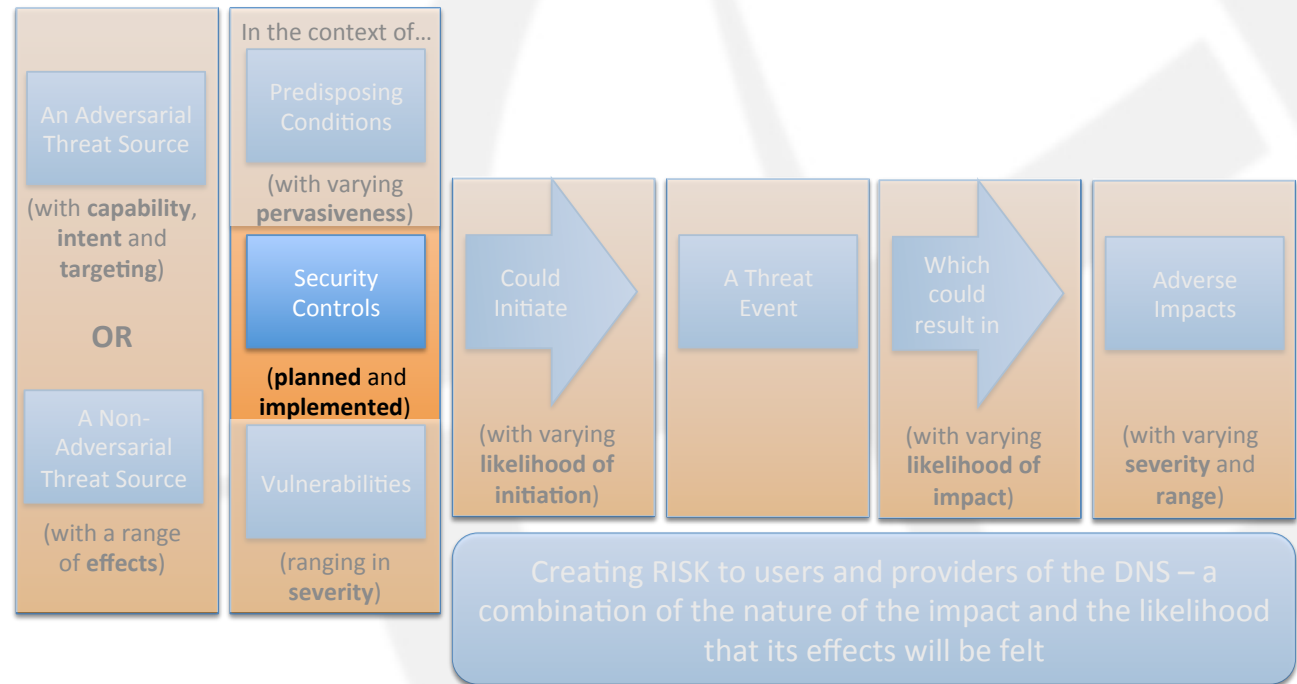 An Adversarial
Threat Source
(with capability,
intent and
targeting)
OR
A Non-
Adversarial
Threat Source
(with a range
of effects)
In the context of…
Predisposing
Conditions
(with varying
pervasiveness)
Security
Controls
(planned and
implemented)
Vulnerabilities
(ranging in
severity)
Could
Initiate
(with varying
likelihood of
initiation)
A Threat
Event
Which
could
result in
(with varying
likelihood of
impact)
Adverse
Impacts
(with varying
severity and
range)
Creating RISK to users and providers of the DNS – a
combination of the nature of the impact and the likelihood
that its effects will be felt